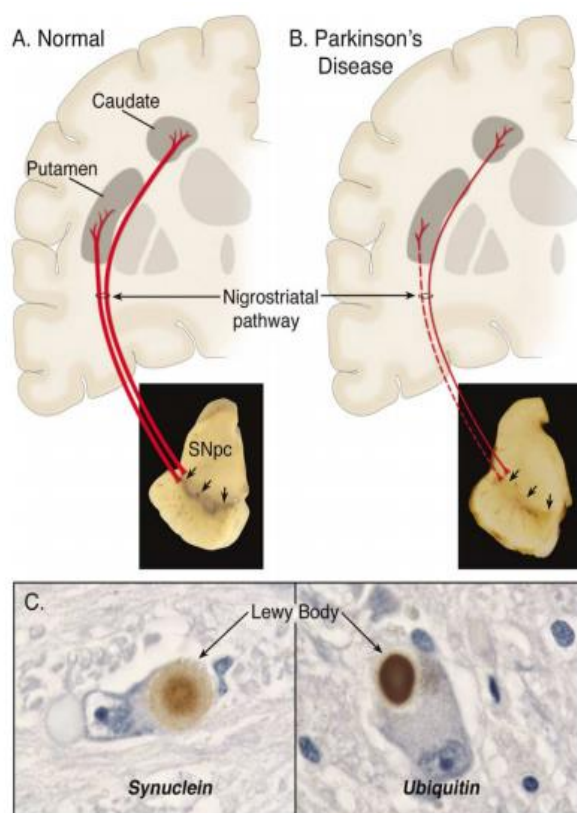 A. Normal
B. Parkinson's
Disease
Caudate
Putamen
Nigrostriatal
pathway
SNpc
C.
Lewy Body
Synuclein
Ubiquitin